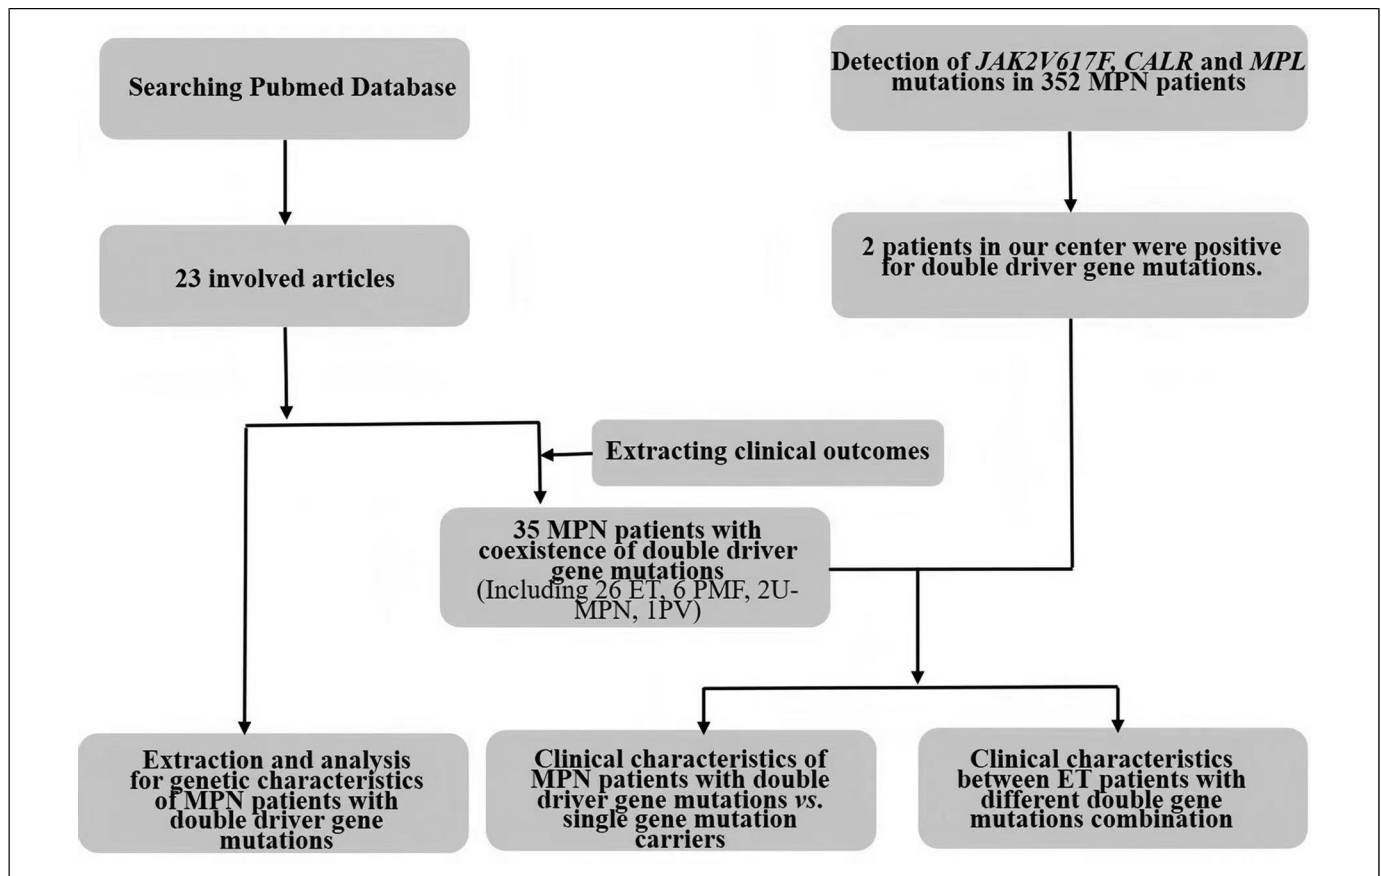 Searching Pubmed Database
Detection of JAK2V617F, CALR and MPL
mutations in 352 MPN patients
23 involved articles
2 patients in our center were positive
for double driver gene mutations.
Extracting clinical outcomes
35 MPN patients with
coexistence of double driver
gene mutations
(Including 26 ET, 6 PMF, 2U-
MPN, 1PV)
Extraction and analysis
for genetic characteristics
of MPN patients with
double driver gene
mutations
Clinical characteristics of
MPN patients with double
driver gene mutations vs.
single gene mutation
carriers
Clinical characteristics
between ET patients with
different double gene
mutations combination